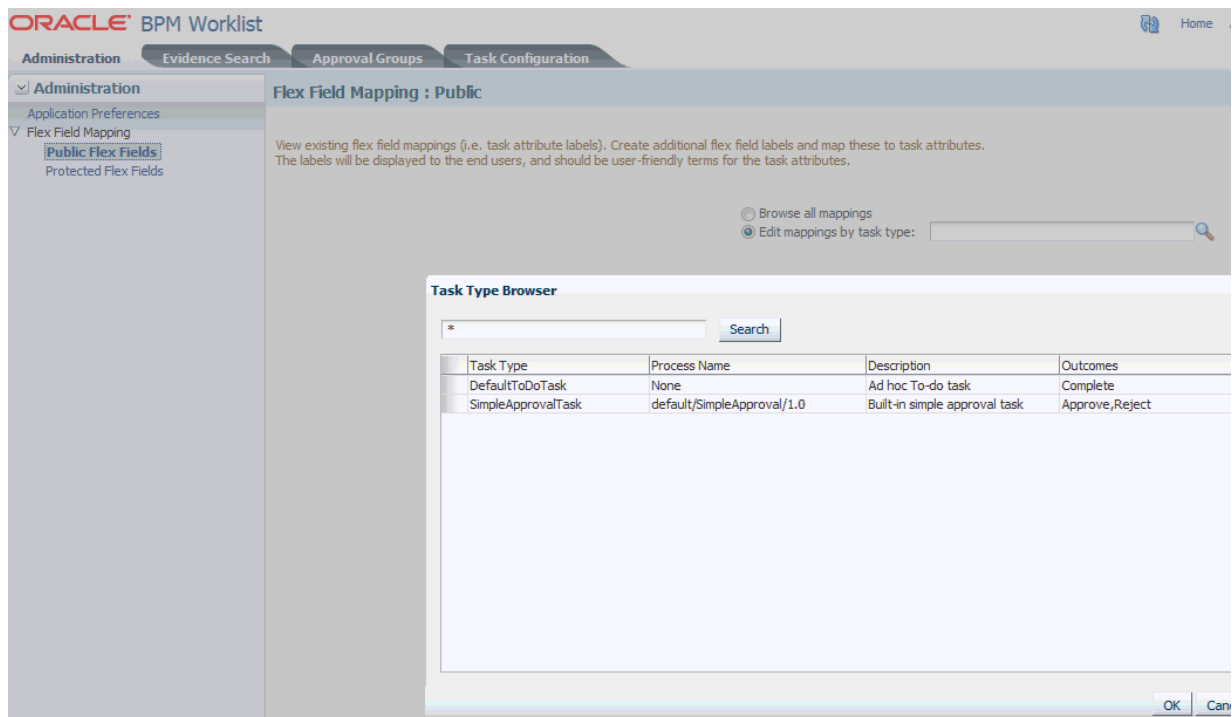 ORACLE BPM Worklist
Home
Administration Evidence Search Approval Groups Task Configuration
Administration
Application Preferences
Flex Field Mapping
Public Flex Fields
Protected Flex Fields
Flex Field Mapping : Public
View existing flex field mappings (i.e. task attribute labels). Create additional flex field labels and map these to task attributes.
The labels will be displayed to the end users, and should be user-friendly terms for the task attributes.
Browse all mappings
Edit mappings by task type:
Task Type Browser
* Search
Task Type Process Name Description Outcomes
DefaultToDoTask None Ad hoc To-do task Complete
SimpleApprovalTask default/SimpleApproval/1.0 Built-in simple approval task Approve,Reject
OK Can